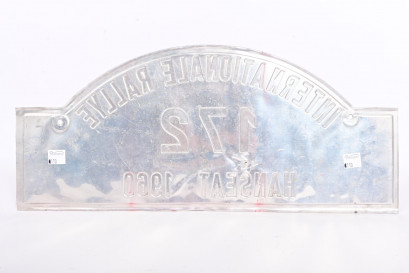 INTERNATIONALE RALLYE
172
HANSEAT - 1960